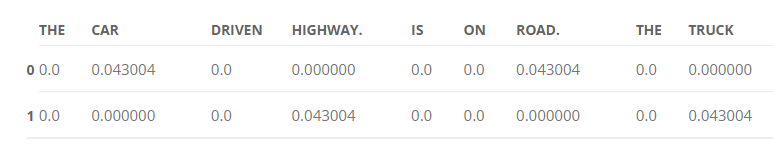 THE CAR DRIVEN HIGHWAY. IS ON ROAD. THE TRUCK
0 0.0 0.043004 0.0 0.000000 0.0 0.0 0.043004 0.0 0.000000
1 0.0 0.000000 0.0 0.043004 0.0 0.0 0.000000 0.0 0.043004